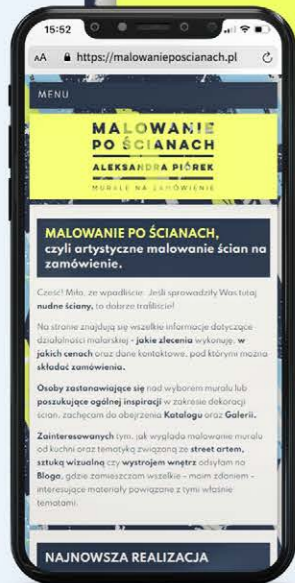 15:52
AA https://malowanieposcianach.pl
MENU
MALOWANIE
PO ŚCIANACH
ALEKSANDRA PIÓREK
MURALE NA ZAMÓWIENIE
MALOWANIE PO ŚCIANACH,
czyli artystyczne malowanie ścian na
zamówienie.
Cześć! Miło, że wpadliście. Jeśli sprowadziły Was tutaj
nudne ściany, to dobrze trafiliście!
Na stronie znajdują się wszelkie informacje dotyczące
działalności malarskiej - jakie zlecenia wykonuję, w
jakich cenach oraz dane kontaktowe, pod którymi można
składać zamówienia.
Osoby zastanawiające się nad wyborem muralu lub
poszukujące ogólnej inspiracji w zakresie dekoracji
ścian, zachęcam do obejrzenia Katalogu oraz Galerii.
Zainteresowanych tym, jak wygląda malowanie muralu
od kuchni oraz tematyką związaną ze street artem,
sztuką wizualną czy wystrojem wnętrz odsyłam na
Bloga, gdzie zamieszczam wszelkie - moim zdaniem -
interesujące materiały powiązane z tymi właśnie
tematami.
NAJNOWSZA REALIZACJA